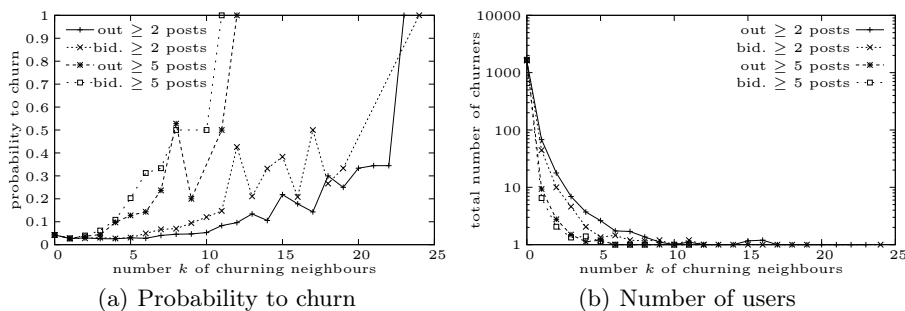 probability to churn
1
0.9
0.8
0.7
0.6
0.5
0.4
0.3
0.2
0.1
0
out ≥ 2 posts
bid. ≥ 2 posts
out ≥ 5 posts
bid. ≥ 5 posts
0 5 10 15 20 25
number k of churning neighbours
(a) Probability to churn
total number of churners
10000
1000
100
10
1
out ≥ 2 posts
bid. ≥ 2 posts
out ≥ 5 posts
bid. ≥ 5 posts
0 5 10 15 20 25
number k of churning neighbours
(b) Number of users